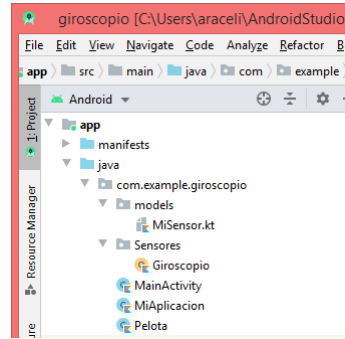 giroscopio [C:\Users\araceli\AndroidStudio
File Edit View Navigate Code Analyze Refactor B
app src main java com example
Android
1: Project
app
manifests
java
com.example.giroscopio
models
MiSensor.kt
Sensores
Giroscopio
MainActivity
MiAplicacion
Pelota
Resource Manager
ure